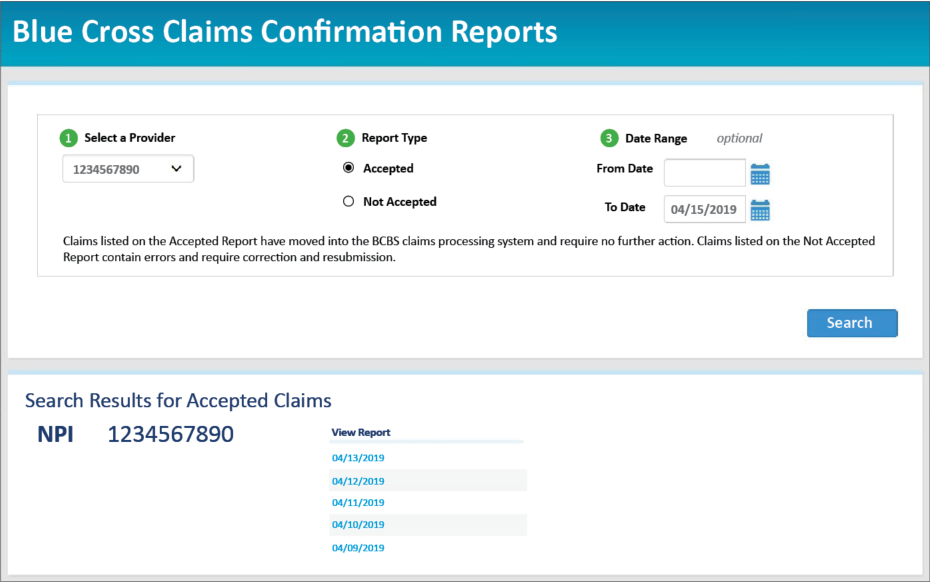 Blue Cross Claims Confirmation Reports
1 Select a Provider
1234567890
2 Report Type
Accepted
Not Accepted
3 Date Range optional
From Date
To Date 04/15/2019
Claims listed on the Accepted Report have moved into the BCBS claims processing system and require no further action. Claims listed on the Not Accepted
Report contain errors and require correction and resubmission.
Search
Search Results for Accepted Claims
NPI 1234567890
View Report
04/13/2019
04/12/2019
04/11/2019
04/10/2019
04/09/2019